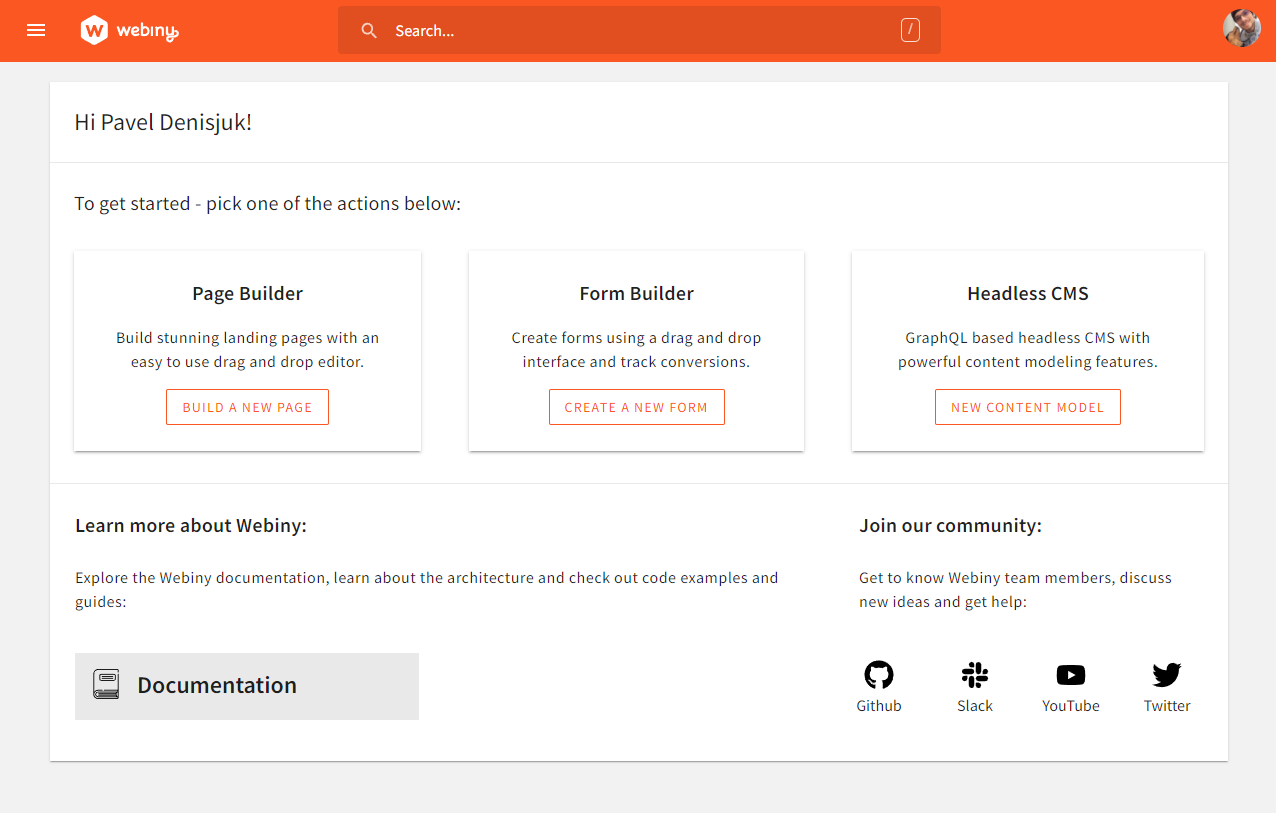 webiny
Search...
/
Hi Pavel Denisjuk!
To get started - pick one of the actions below:
Page Builder
Build stunning landing pages with an
easy to use drag and drop editor.
BUILD A NEW PAGE
Form Builder
Create forms using a drag and drop
interface and track conversions.
CREATE A NEW FORM
Headless CMS
GraphQL based headless CMS with
powerful content modeling features.
NEW CONTENT MODEL
Learn more about Webiny:
Explore the Webiny documentation, learn about the architecture and check out code examples and
guides:
Documentation
Join our community:
Get to know Webiny team members, discuss
new ideas and get help:
Github
Slack
YouTube
Twitter